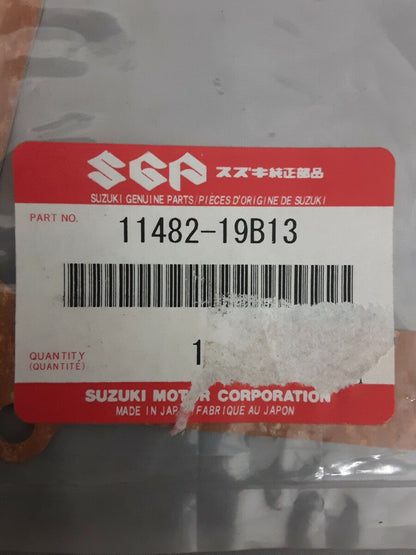 SGP スズキ純正部品
SUZUKI GENUINE PARTS/PIÈCES D'ORIGINE DE SUZUKI
PART NO. 11482-19B13
QUANTITY 1
(QUANTITÉ)
SUZUKI MOTOR CORPORATION
MADE IN JAPAN/FABRIQUE AU JAPON